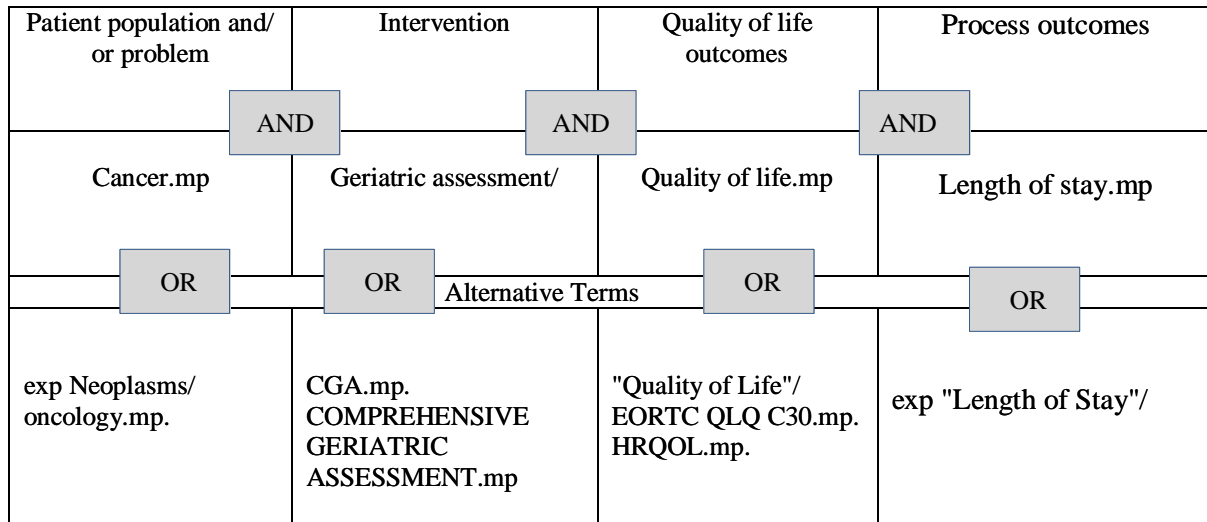 Patient population and/
or problem
Intervention
Quality of life
outcomes
Process outcomes
AND
AND
AND
Cancer.mp
Geriatric assessment/
Quality of life.mp
Length of stay.mp
OR
OR
Alternative Terms
OR
OR
exp Neoplasms/
oncology.mp.
CGA.mp.
COMPREHENSIVE
GERIATRIC
ASSESSMENT.mp
"Quality of Life"/
EORTC QLQ C30.mp.
HRQOL.mp.
exp "Length of Stay"/